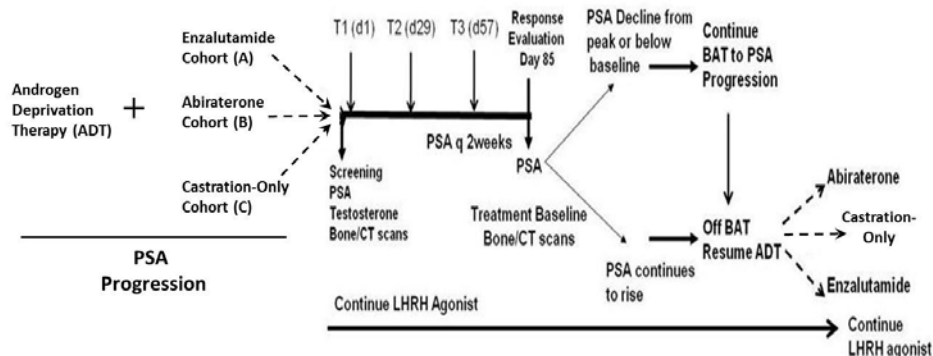 Androgen
Deprivation
Therapy (ADT)
+
Enzalutamide
Cohort (A)
Abiraterone
Cohort (B)
Castration-Only
Cohort (C)
PSA
Progression
T1 (d1)
T2 (d29)
T3 (d57)
Response
Evaluation
Day 85
PSA q 2weeks
Screening
PSA
Testosterone
Bone/CT scans
PSA
Treatment Baseline
Bone/CT scans
PSA Decline from
peak or below
baseline
Continue
BAT to PSA
Progression
PSA continues
to rise
Off BAT
Resume ADT
Abiraterone
Castration-
Only
Enzalutamide
Continue LHRH Agonist
Continue
LHRH agonist